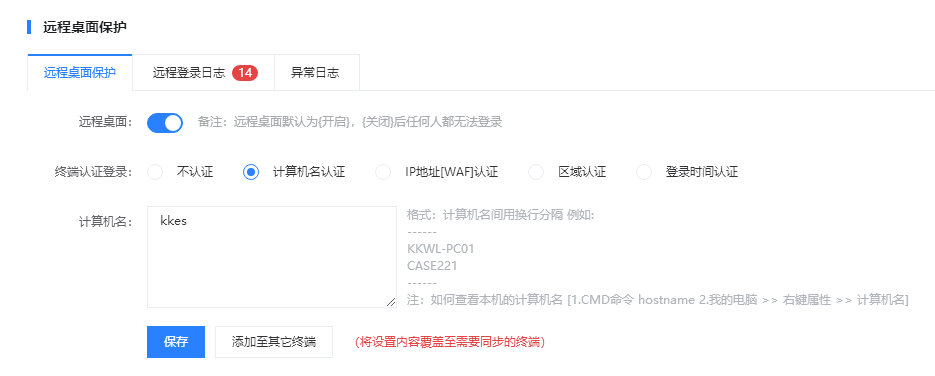 远程桌面保护
远程桌面保护 远程登录日志 14 异常日志
远程桌面: 备注：远程桌面默认为{开启}，{关闭}后任何人都无法登录
终端认证登录: 不认证 计算机名认证 IP地址[WAF]认证 区域认证 登录时间认证
计算机名: kkes 格式：计算机名间用换行分隔 例如:
------
KKWL-PC01
CASE221
------
注：如何查看本机的计算机名 [1.CMD命令 hostname 2.我的电脑 >> 右键属性 >> 计算机名]
保存 添加至其它终端 （将设置内容覆盖至需要同步的终端）